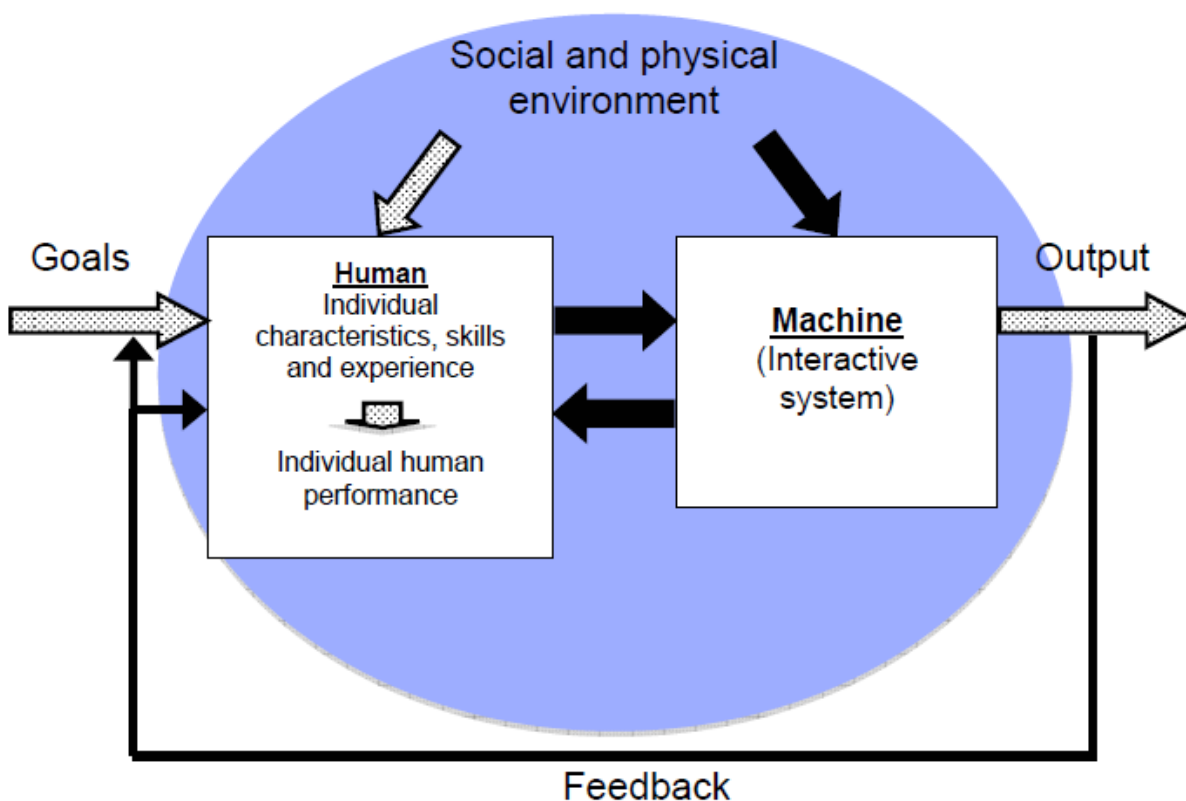 Social and physical
environment
Goals
Output
Human
Individual
characteristics, skills
and experience
Individual human
performance
Machine
(Interactive
system)
Feedback